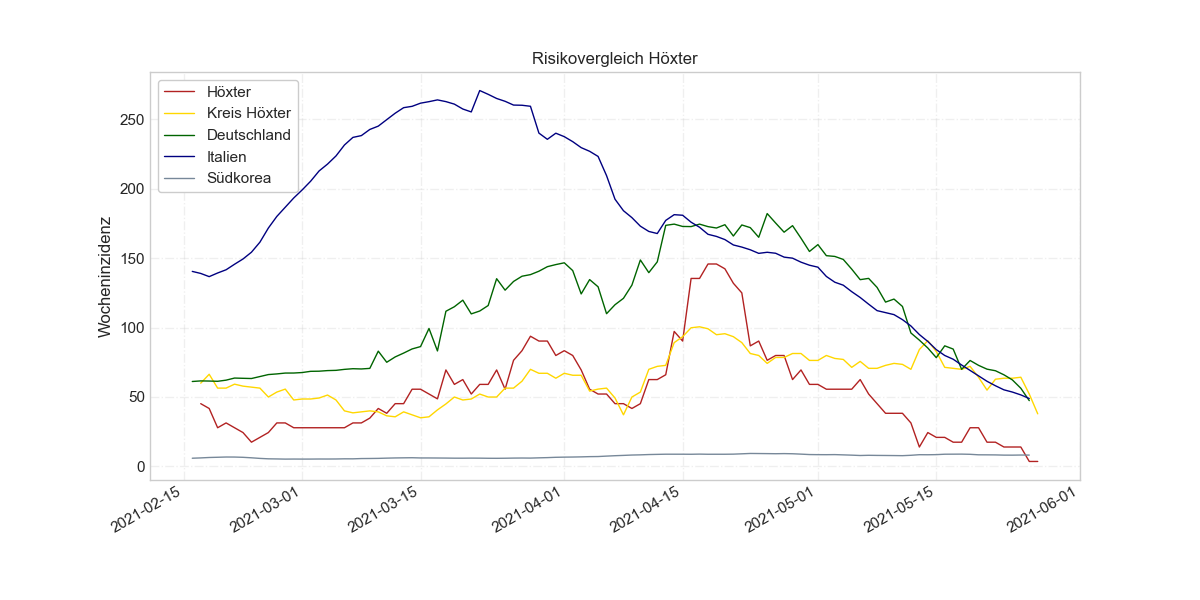 Risikovergleich Höxter
Höxter
Kreis Höxter
Deutschland
Italien
Südkorea
Wocheninzidenz
250
200
150
100
50
0
2021-02-15
2021-03-01
2021-03-15
2021-04-01
2021-04-15
2021-05-01
2021-05-15
2021-06-01